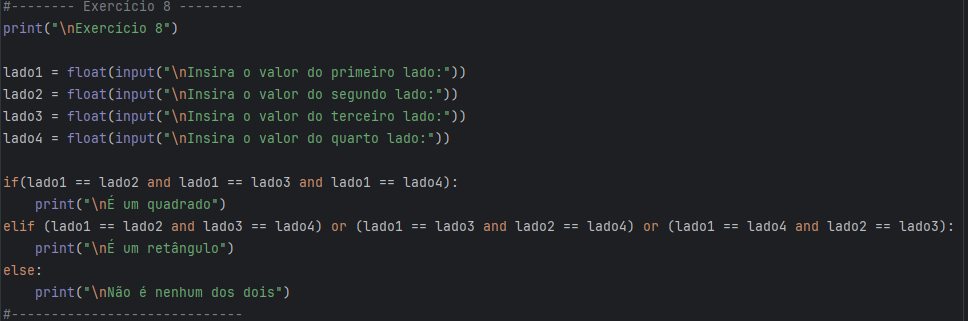 #-------- Exercicio 8 --------
print("\nExercicio 8")
lado1 = float(input("\nInsira o valor do primeiro lado:"))
lado2 = float(input("\nInsira o valor do segundo lado:"))
lado3 = float(input("\nInsira o valor do terceiro lado:"))
lado4 = float(input("\nInsira o valor do quarto lado:"))
if(lado1 == lado2 and lado1 == lado3 and lado1 == lado4):
    print("\nÉ um quadrado")
elif (lado1 == lado2 and lado3 == lado4) or (lado1 == lado3 and lado2 == lado4) or (lado1 == lado4 and lado2 == lado3):
    print("\nÉ um retângulo")
else:
    print("\nNão é nenhum dos dois")
#-----------------------------